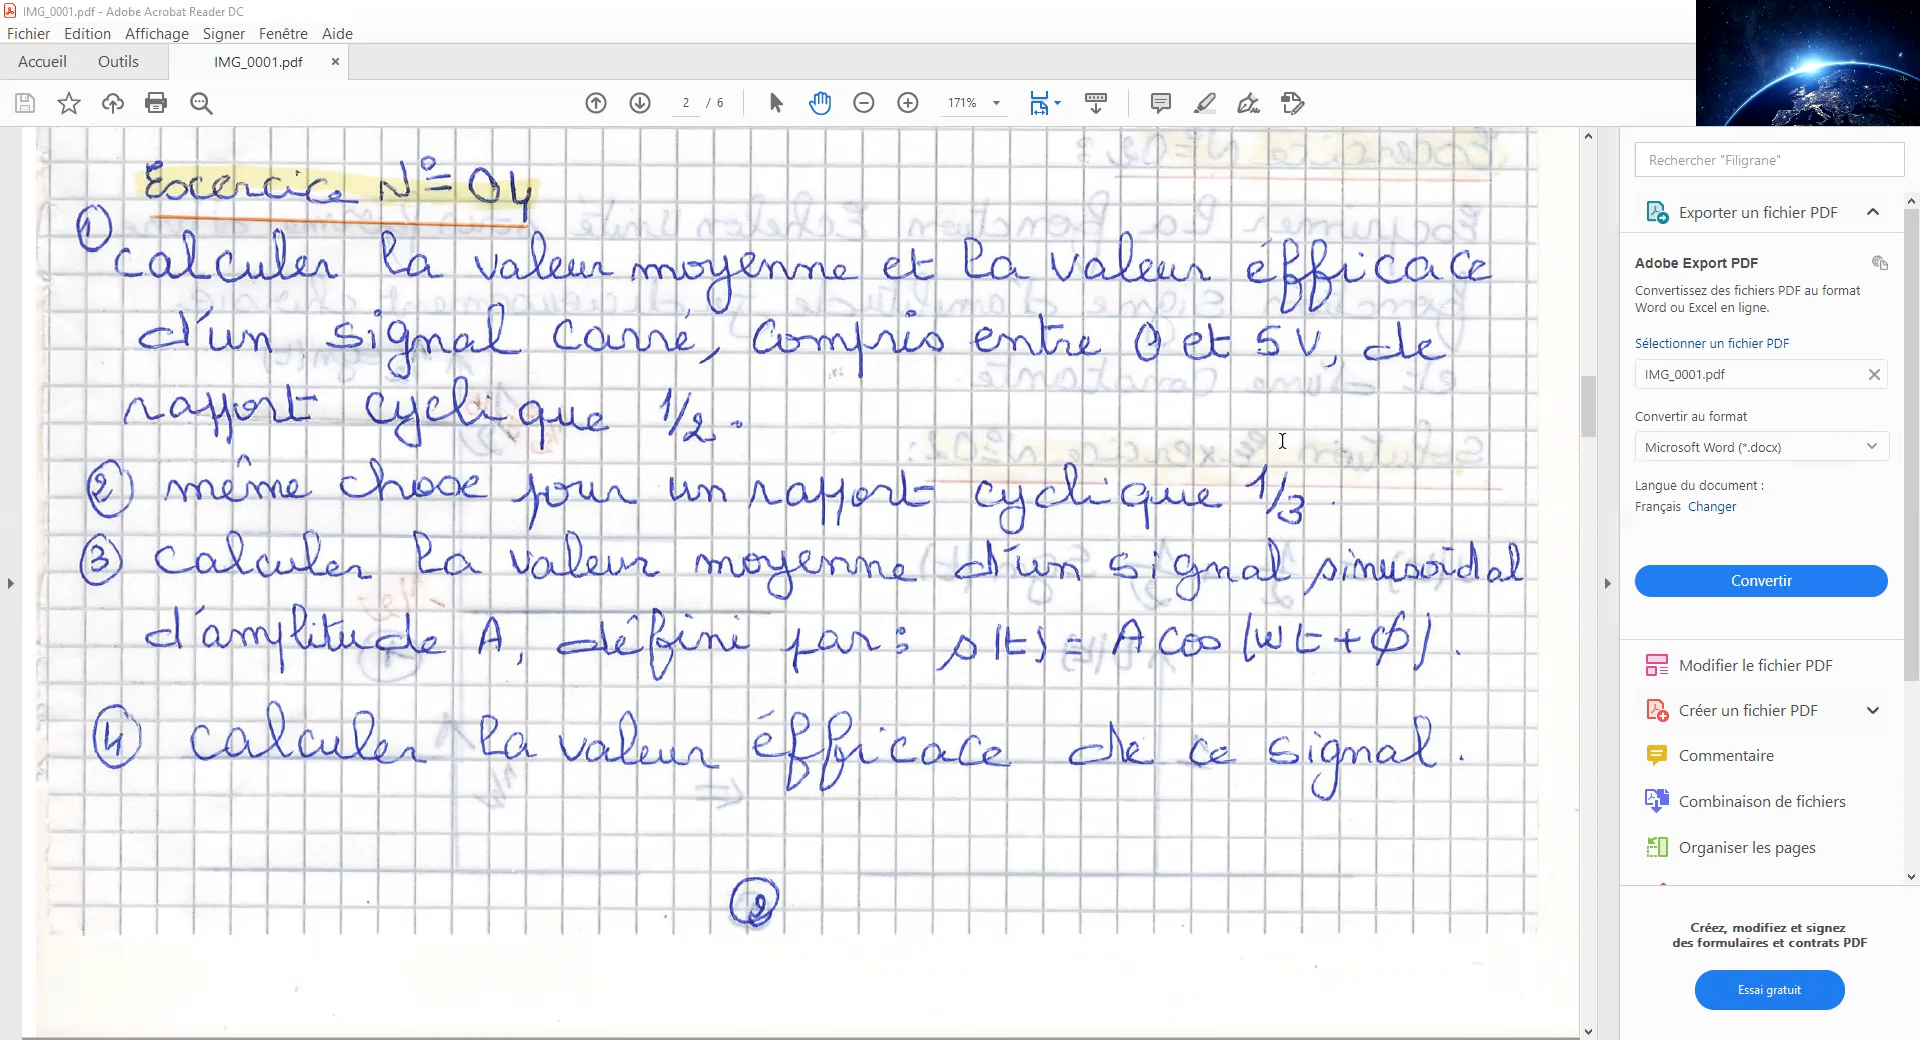 IMG_0001.pdf - Adobe Acrobat Reader DC
Fichier Edition Affichage Signer Fenêtre Aide
Accueil Outils IMG_0001.pdf ×
2 / 6 171%
Exercice N° = 04
① calculer la valeur moyenne et la valeur éfficace
d'un signal carré, compris entre 0 et 5 V, de
rapport cyclique 1/2.
② même chose pour un rapport cyclique 1/3.
③ calculer la valeur moyenne d'un signal sinusoïdal
d'amplitude A, défini par : s(t) = A cos (wt + φ).
④ calculer la valeur éfficace de ce signal.
2
Rechercher "Filigrane"
Exporter un fichier PDF
Adobe Export PDF
Convertissez des fichiers PDF au format
Word ou Excel en ligne.
Sélectionner un fichier PDF
IMG_0001.pdf
Convertir au format
Microsoft Word (*.docx)
Langue du document :
Français Changer
Convertir
Modifier le fichier PDF
Créer un fichier PDF
Commentaire
Combinaison de fichiers
Organiser les pages
Créez, modifiez et signez
des formulaires et contrats PDF
Essai gratuit